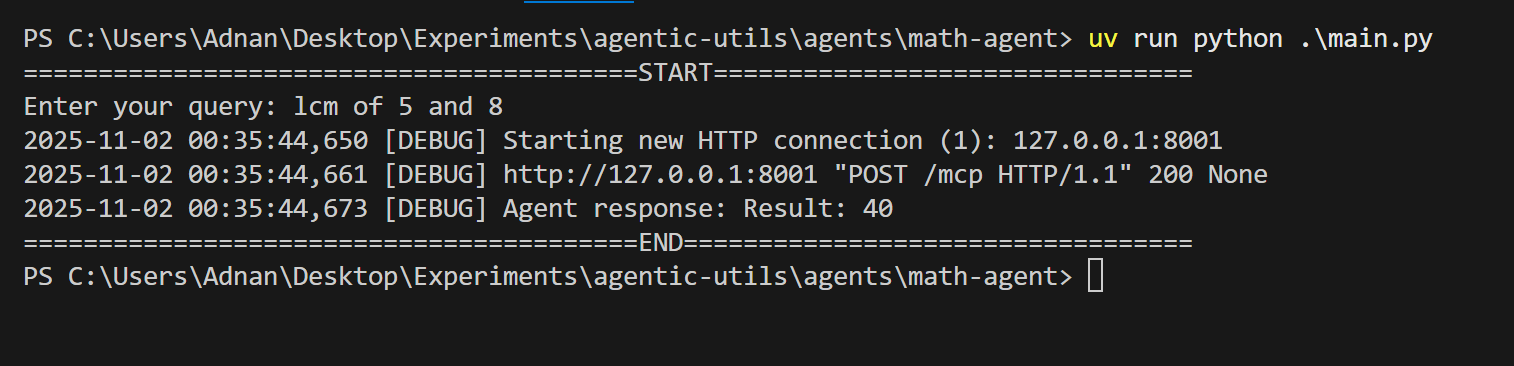 PS C:\Users\Adnan\Desktop\Experiments\agentic-utils\agents\math-agent> uv run python .\main.py
=========================================START================================
Enter your query: lcm of 5 and 8
2025-11-02 00:35:44,650 [DEBUG] Starting new HTTP connection (1): 127.0.0.1:8001
2025-11-02 00:35:44,661 [DEBUG] http://127.0.0.1:8001 "POST /mcp HTTP/1.1" 200 None
2025-11-02 00:35:44,673 [DEBUG] Agent response: Result: 40
=========================================END==================================
PS C:\Users\Adnan\Desktop\Experiments\agentic-utils\agents\math-agent>